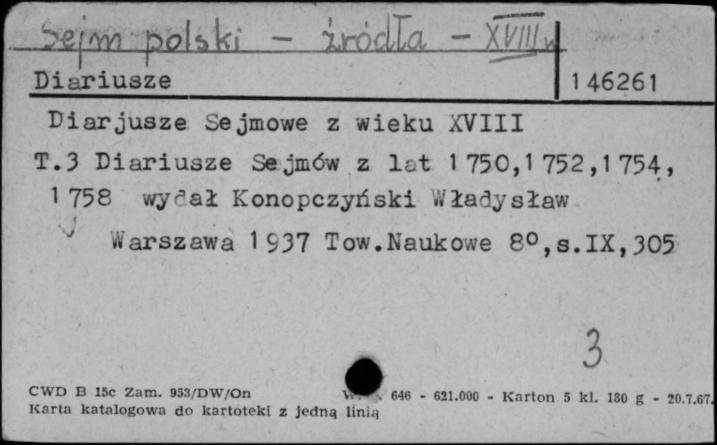 Sejm polski - źródła - XVIII w
Diariusze 146261
Diarjusze Sejmowe z wieku XVIII
T.3 Diariusze Sejmów z lat 1750,1752,1754,
1758 wydał Konopczyński Władysław
Warszawa 1937 Tow.Naukowe 8º,s.IX,305
3
CWD B 15c Zam. 953/DW/On 646 - 621.000 - Karton 5 kl. 180 g - 20.7.67.
Karta katalogowa do kartoteki z jedną linią